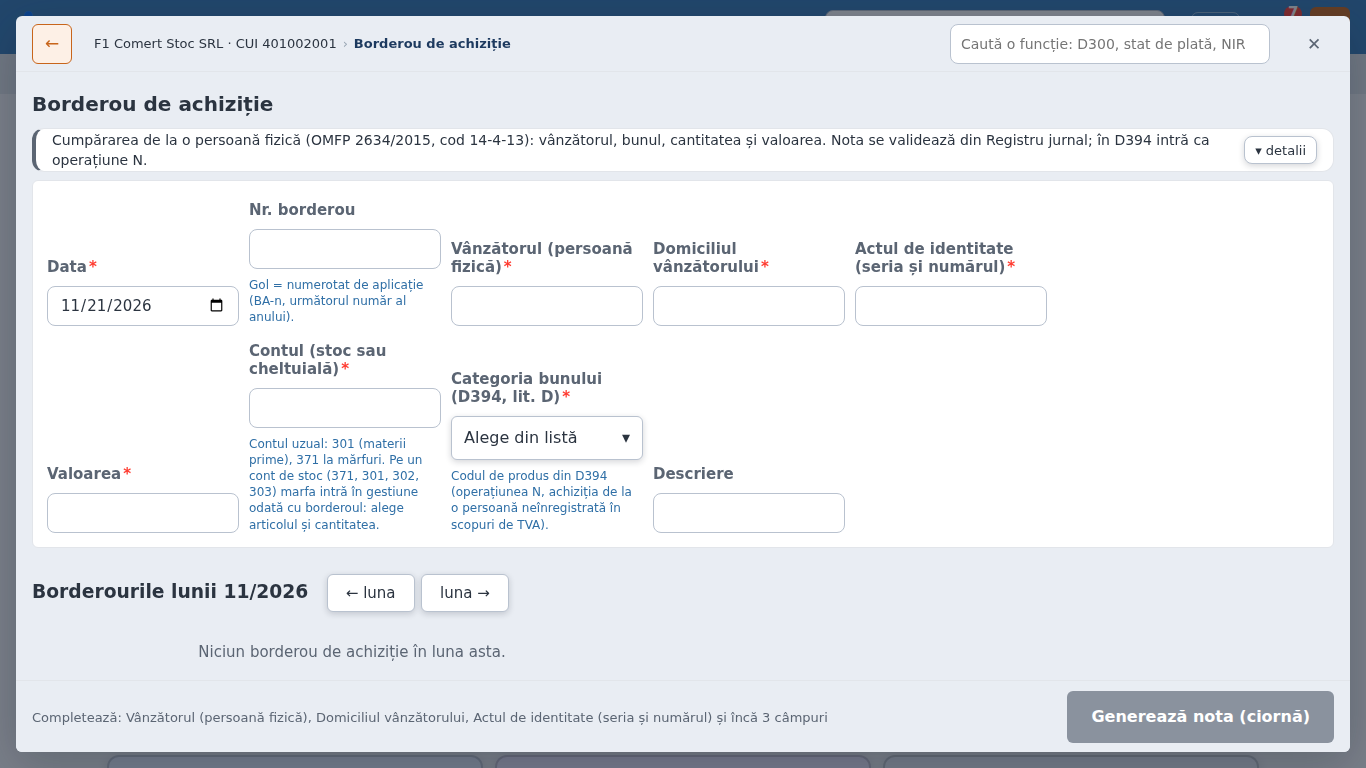 7
←
F1 Comert Stoc SRL · CUI 401002001 › Borderou de achiziție
Caută o funcție: D300, stat de plată, NIR
✕
Borderou de achiziție
Cumpărarea de la o persoană fizică (OMFP 2634/2015, cod 14-4-13): vânzătorul, bunul, cantitatea și valoarea. Nota se validează din Registru jurnal; în D394 intră ca
operațiune N.
▾ detalii
Data*
11/21/2026
Nr. borderou
Gol = numerotat de aplicație
(BA-n, următorul număr al
anului).
Vânzătorul (persoană
fizică)*
Domiciliul
vânzătorului*
Actul de identitate
(seria și numărul)*
Valoarea*
Contul (stoc sau
cheltuială)*
Contul uzual: 301 (materii
prime), 371 la mărfuri. Pe un
cont de stoc (371, 301, 302,
303) marfa intră în gestiune
odată cu borderoul: alege
articolul și cantitatea.
Categoria bunului
(D394, lit. D)*
Alege din listă ▾
Codul de produs din D394
(operațiunea N, achiziția de la
o persoană neînregistrată în
scopuri de TVA).
Descriere
Borderourile lunii 11/2026
← luna
luna →
Niciun borderou de achiziție în luna asta.
Completează: Vânzătorul (persoană fizică), Domiciliul vânzătorului, Actul de identitate (seria și numărul) și încă 3 câmpuri
Generează nota (ciornă)